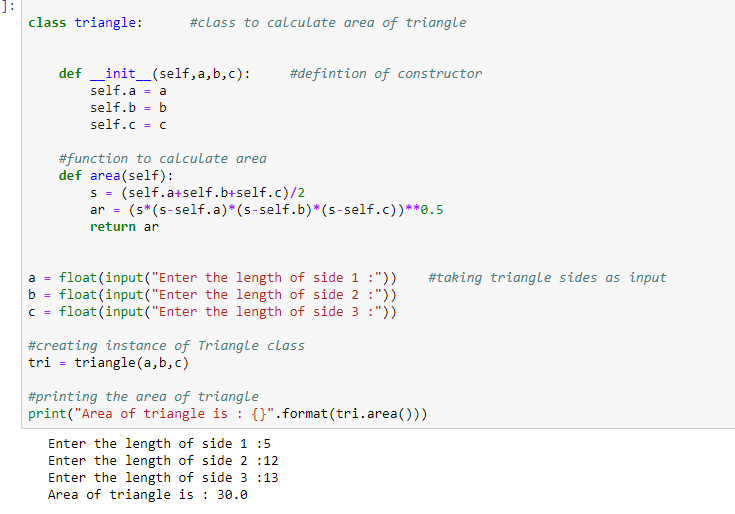 ]:
class triangle:      #class to calculate area of triangle
    def __init__(self,a,b,c):     #defintion of constructor
        self.a = a
        self.b = b
        self.c = c
    #function to calculate area
    def area(self):
        s = (self.a+self.b+self.c)/2
        ar = (s*(s-self.a)*(s-self.b)*(s-self.c))**0.5
        return ar
a = float(input("Enter the length of side 1 :"))    #taking triangle sides as input
b = float(input("Enter the length of side 2 :"))
c = float(input("Enter the length of side 3 :"))
#creating instance of Triangle class
tri = triangle(a,b,c)
#printing the area of triangle
print("Area of triangle is : {}".format(tri.area()))
Enter the length of side 1 :5
Enter the length of side 2 :12
Enter the length of side 3 :13
Area of triangle is : 30.0